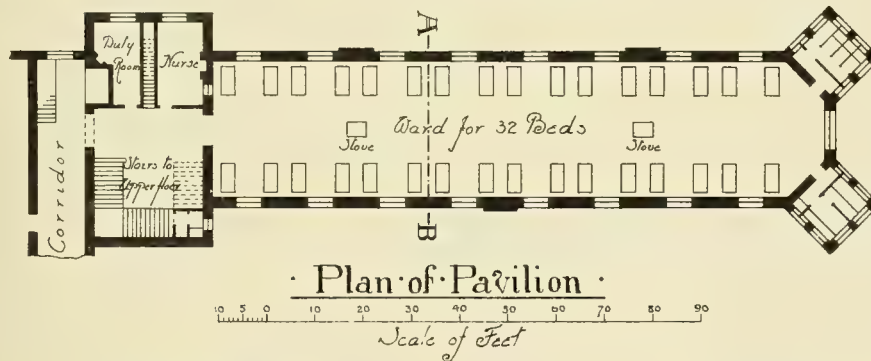 A
Duty
Room
Nurse
Ward for 32 Beds
Stove
Stove
Stairs to
Upper floor
Corridor
B
· Plan · of · Pavilion ·
10 0 10 20 30 40 50 60 70 80 90
Scale of Feet